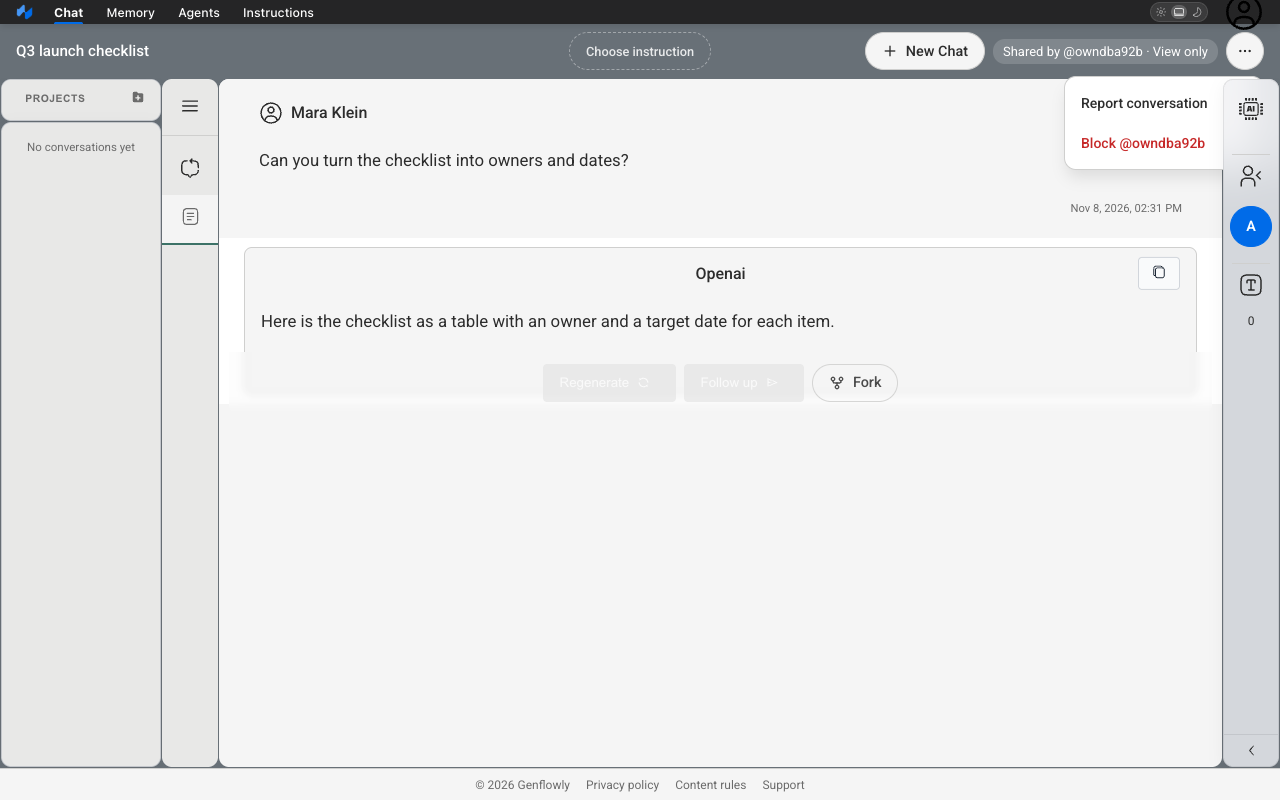 Chat Memory Agents Instructions
Q3 launch checklist
Choose instruction
New Chat
Shared by @owndba92b · View only
Report conversation
Block @owndba92b
PROJECTS
No conversations yet
Mara Klein
Can you turn the checklist into owners and dates?
Nov 8, 2026, 02:31 PM
Openai
Here is the checklist as a table with an owner and a target date for each item.
Regenerate
Follow up
Fork
AI
A
T
0
© 2026 Genflowly Privacy policy Content rules Support